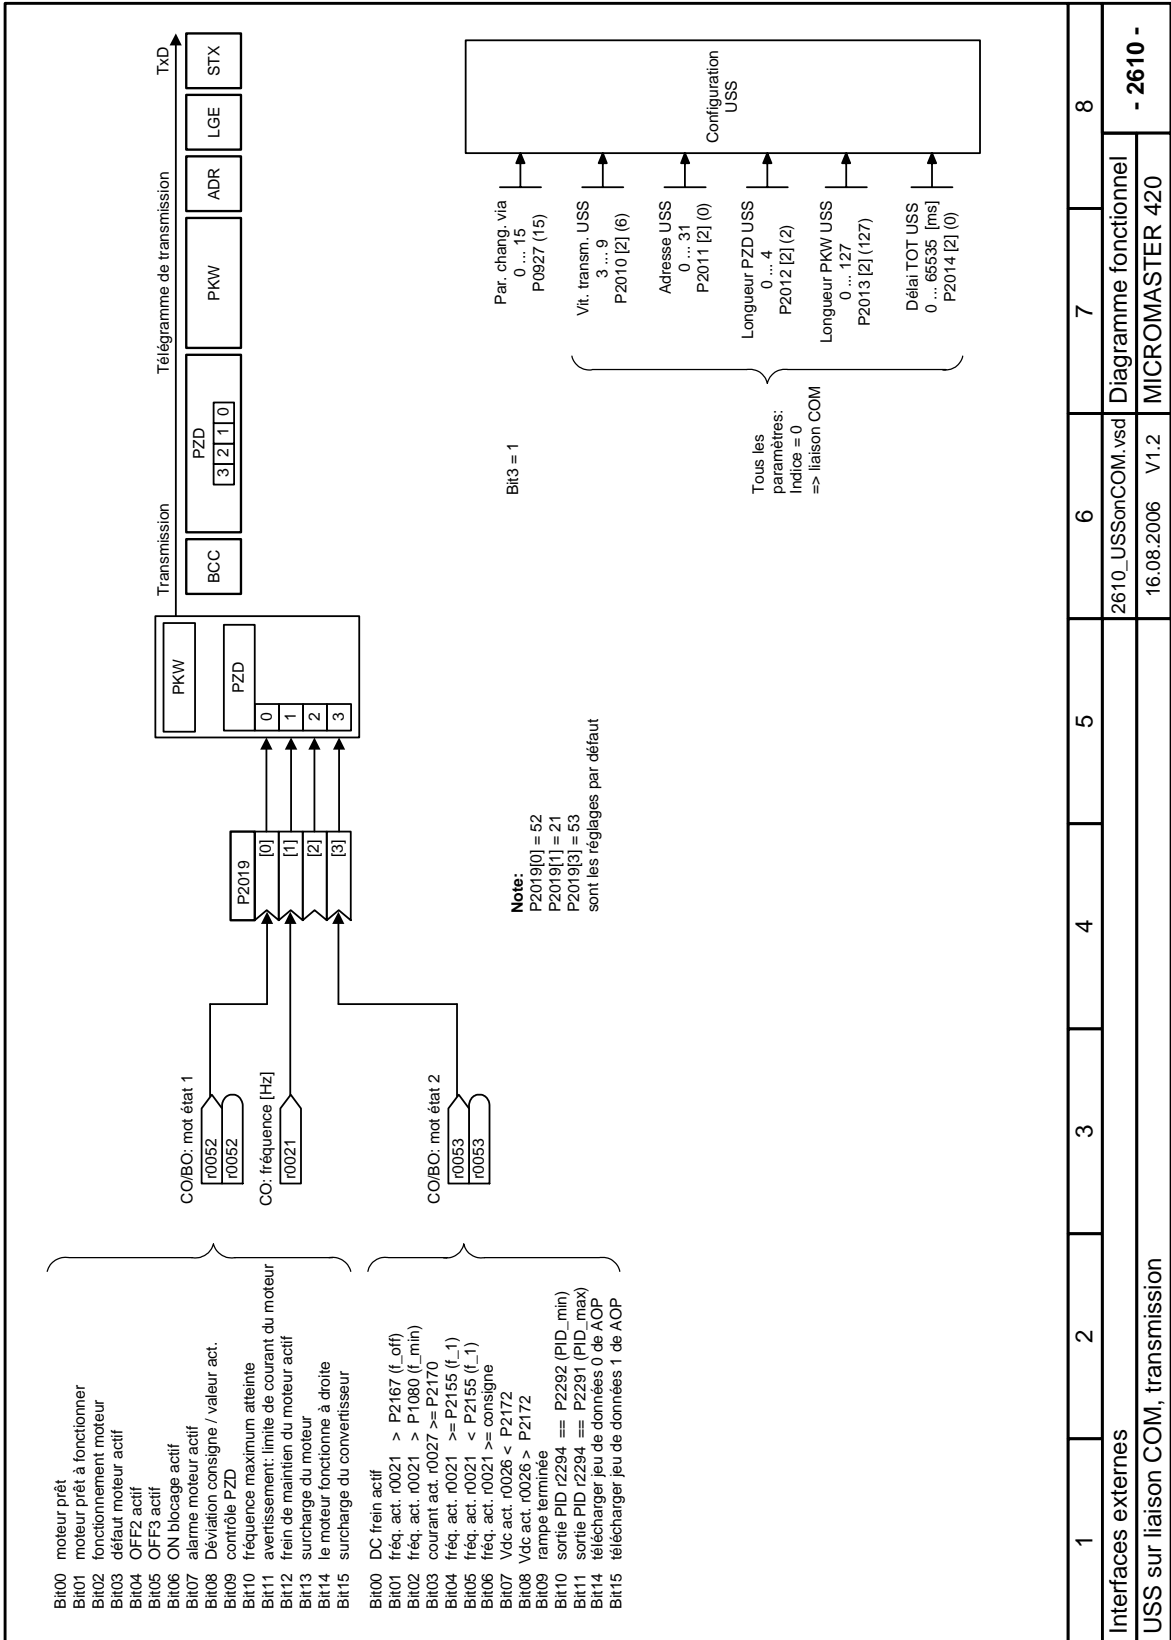 Bit00 moteur prêt
Bit01 moteur prêt à fonctionner
Bit02 fonctionnement moteur
Bit03 défaut moteur actif
Bit04 OFF2 actif
Bit05 OFF3 actif
Bit06 ON blocage actif
Bit07 alarme moteur actif
Bit08 Déviation consigne / valeur act.
Bit09 contrôle PZD
Bit10 fréquence maximum atteinte
Bit11 avertissement: limite de courant du moteur
Bit12 frein de maintien du moteur actif
Bit13 surcharge du moteur
Bit14 le moteur fonctionne à droite
Bit15 surcharge du convertisseur
Bit00 DC frein actif
Bit01 fréq. act. r0021 > P2167 (f_off)
Bit02 fréq. act. r0021 > P1080 (f_min)
Bit03 courant act. r0027 >= P2170
Bit04 fréq. act. r0021 >= P2155 (f_1)
Bit05 fréq. act. r0021 < P2155 (f_1)
Bit06 fréq. act. r0021 >= consigne
Bit07 Vdc act. r0026 < P2172
Bit08 Vdc act. r0026 > P2172
Bit09 rampe terminée
Bit10 sortie PID r2294 == P2292 (PID_min)
Bit11 sortie PID r2294 == P2291 (PID_max)
Bit14 télécharger jeu de données 0 de AOP
Bit15 télécharger jeu de données 1 de AOP
CO/BO: mot état 1
r0052
r0052
CO: fréquence [Hz]
r0021
CO/BO: mot état 2
r0053
r0053
P2019
[0]
[1]
[2]
[3]
Note:
P2019[0] = 52
P2019[1] = 21
P2019[3] = 53
sont les réglages par défaut
PKW
PZD
0
1
2
3
Transmission
Télégramme de transmission
TxD
BCC
PZD
3 2 1 0
PKW
ADR
LGE
STX
Bit3 = 1
Tous les
paramètres:
Indice = 0
=> liaison COM
Par. chang. via
0 ... 15
P0927 (15)
Vit. transm. USS
3 ... 9
P2010 [2] (6)
Adresse USS
0 ... 31
P2011 [2] (0)
Longueur PZD USS
0 ... 4
P2012 [2] (2)
Longueur PKW USS
0 ... 127
P2013 [2] (127)
Délai TOT USS
0 ... 65535 [ms]
P2014 [2] (0)
Configuration
USS
1 2 3 4 5 6 7 8
Interfaces externes
2610_USSonCOM.vsd
Diagramme fonctionnel
- 2610 -
USS sur liaison COM, transmission
16.08.2006 V1.2
MICROMASTER 420